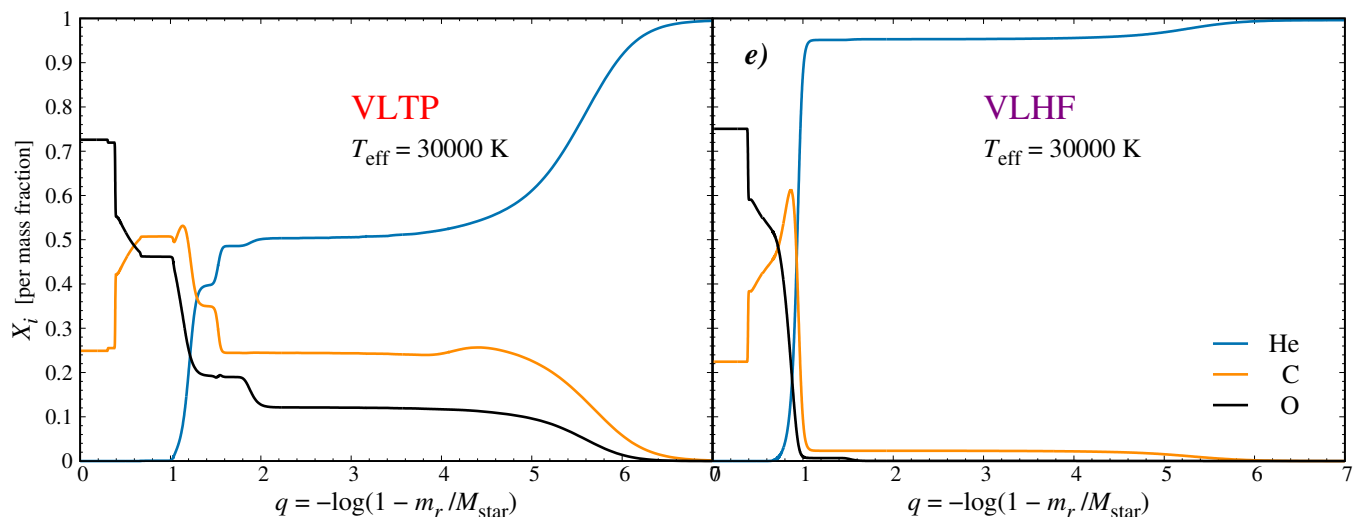 1
0.9
0.8
0.7
0.6
0.5
0.4
0.3
0.2
0.1
0
X_i [per mass fraction]
VLTP
T_eff = 30000 K
0 1 2 3 4 5 6
q = −log(1 − m_r /M_star)
e)
VLHF
T_eff = 30000 K
He
C
O
0 1 2 3 4 5 6 7
q = −log(1 − m_r /M_star)